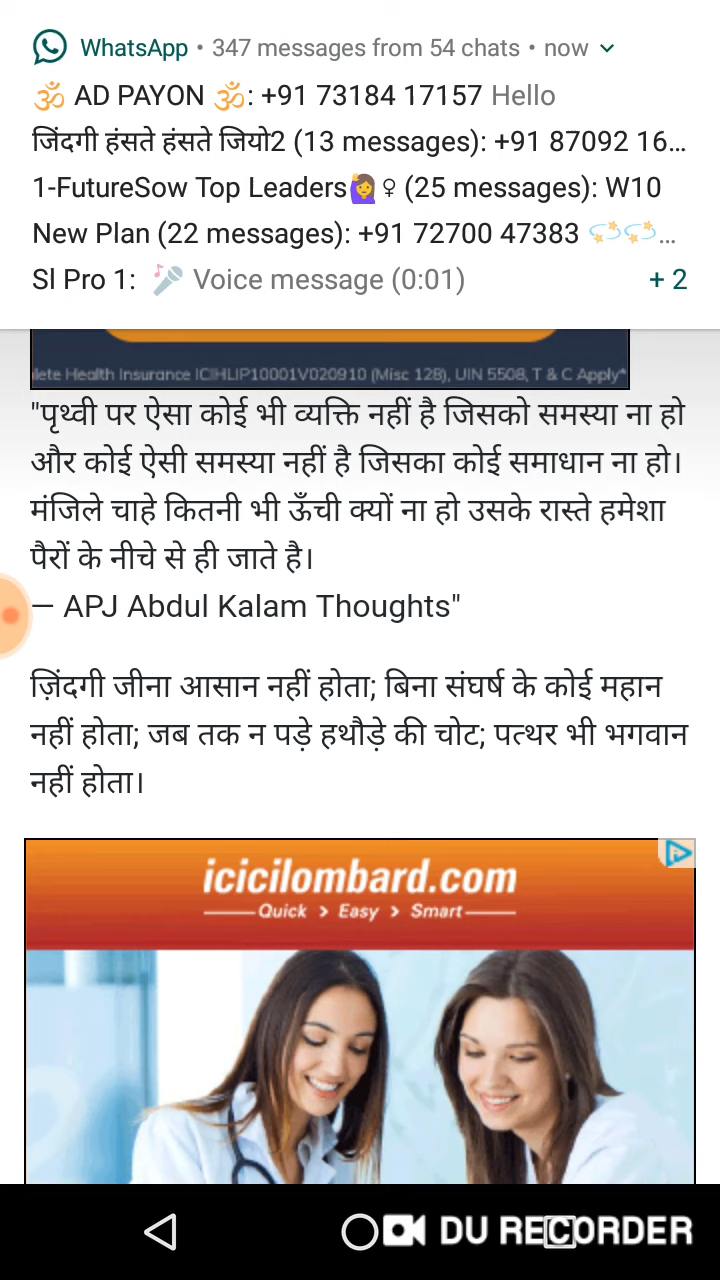 WhatsApp • 347 messages from 54 chats • now
🕉 AD PAYON 🕉: +91 73184 17157 Hello
जिंदगी हंसते हंसते जियो2 (13 messages): +91 87092 16...
1-FutureSow Top Leaders🙋♀ (25 messages): W10
New Plan (22 messages): +91 72700 47383 💫💫...
Sl Pro 1: 🎤 Voice message (0:01) + 2
lete Health Insurance ICIHLIP10001V020910 (Misc 128), UIN 5508, T & C Apply*
"पृथ्वी पर ऐसा कोई भी व्यक्ति नहीं है जिसको समस्या ना हो
और कोई ऐसी समस्या नहीं है जिसका कोई समाधान ना हो।
मंजिले चाहे कितनी भी ऊँची क्यों ना हो उसके रास्ते हमेशा
पैरों के नीचे से ही जाते है।
— APJ Abdul Kalam Thoughts"
ज़िंदगी जीना आसान नहीं होता; बिना संघर्ष के कोई महान
नहीं होता; जब तक न पड़े हथौड़े की चोट; पत्थर भी भगवान
नहीं होता।
icicilombard.com
Quick > Easy > Smart
DU RECORDER